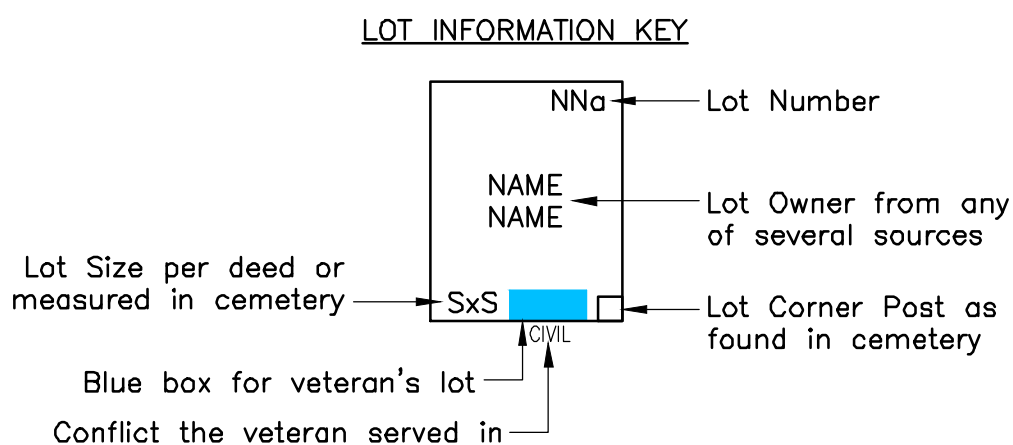 LOT INFORMATION KEY
NNa
Lot Number
NAME
NAME
Lot Owner from any
of several sources
Lot Size per deed or
measured in cemetery
SxS
Lot Corner Post as
found in cemetery
CIVIL
Blue box for veteran's lot
Conflict the veteran served in